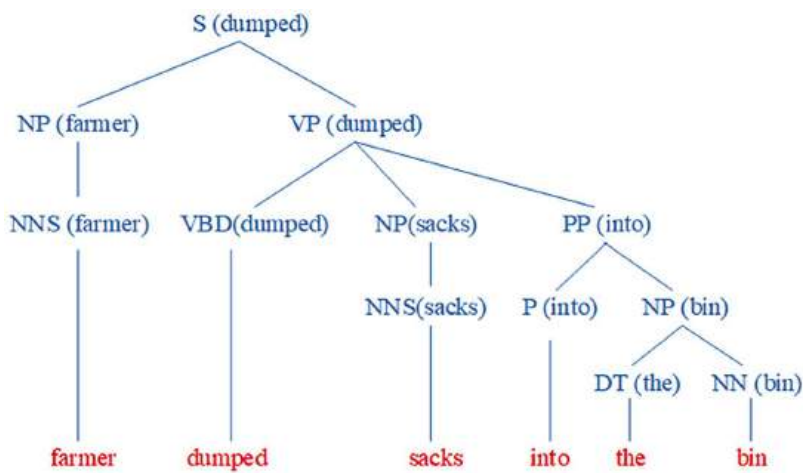 S (dumped)
NP (farmer) VP (dumped)
NNS (farmer) VBD(dumped) NP(sacks) PP (into)
NNS(sacks) P (into) NP (bin)
DT (the) NN (bin)
farmer dumped sacks into the bin